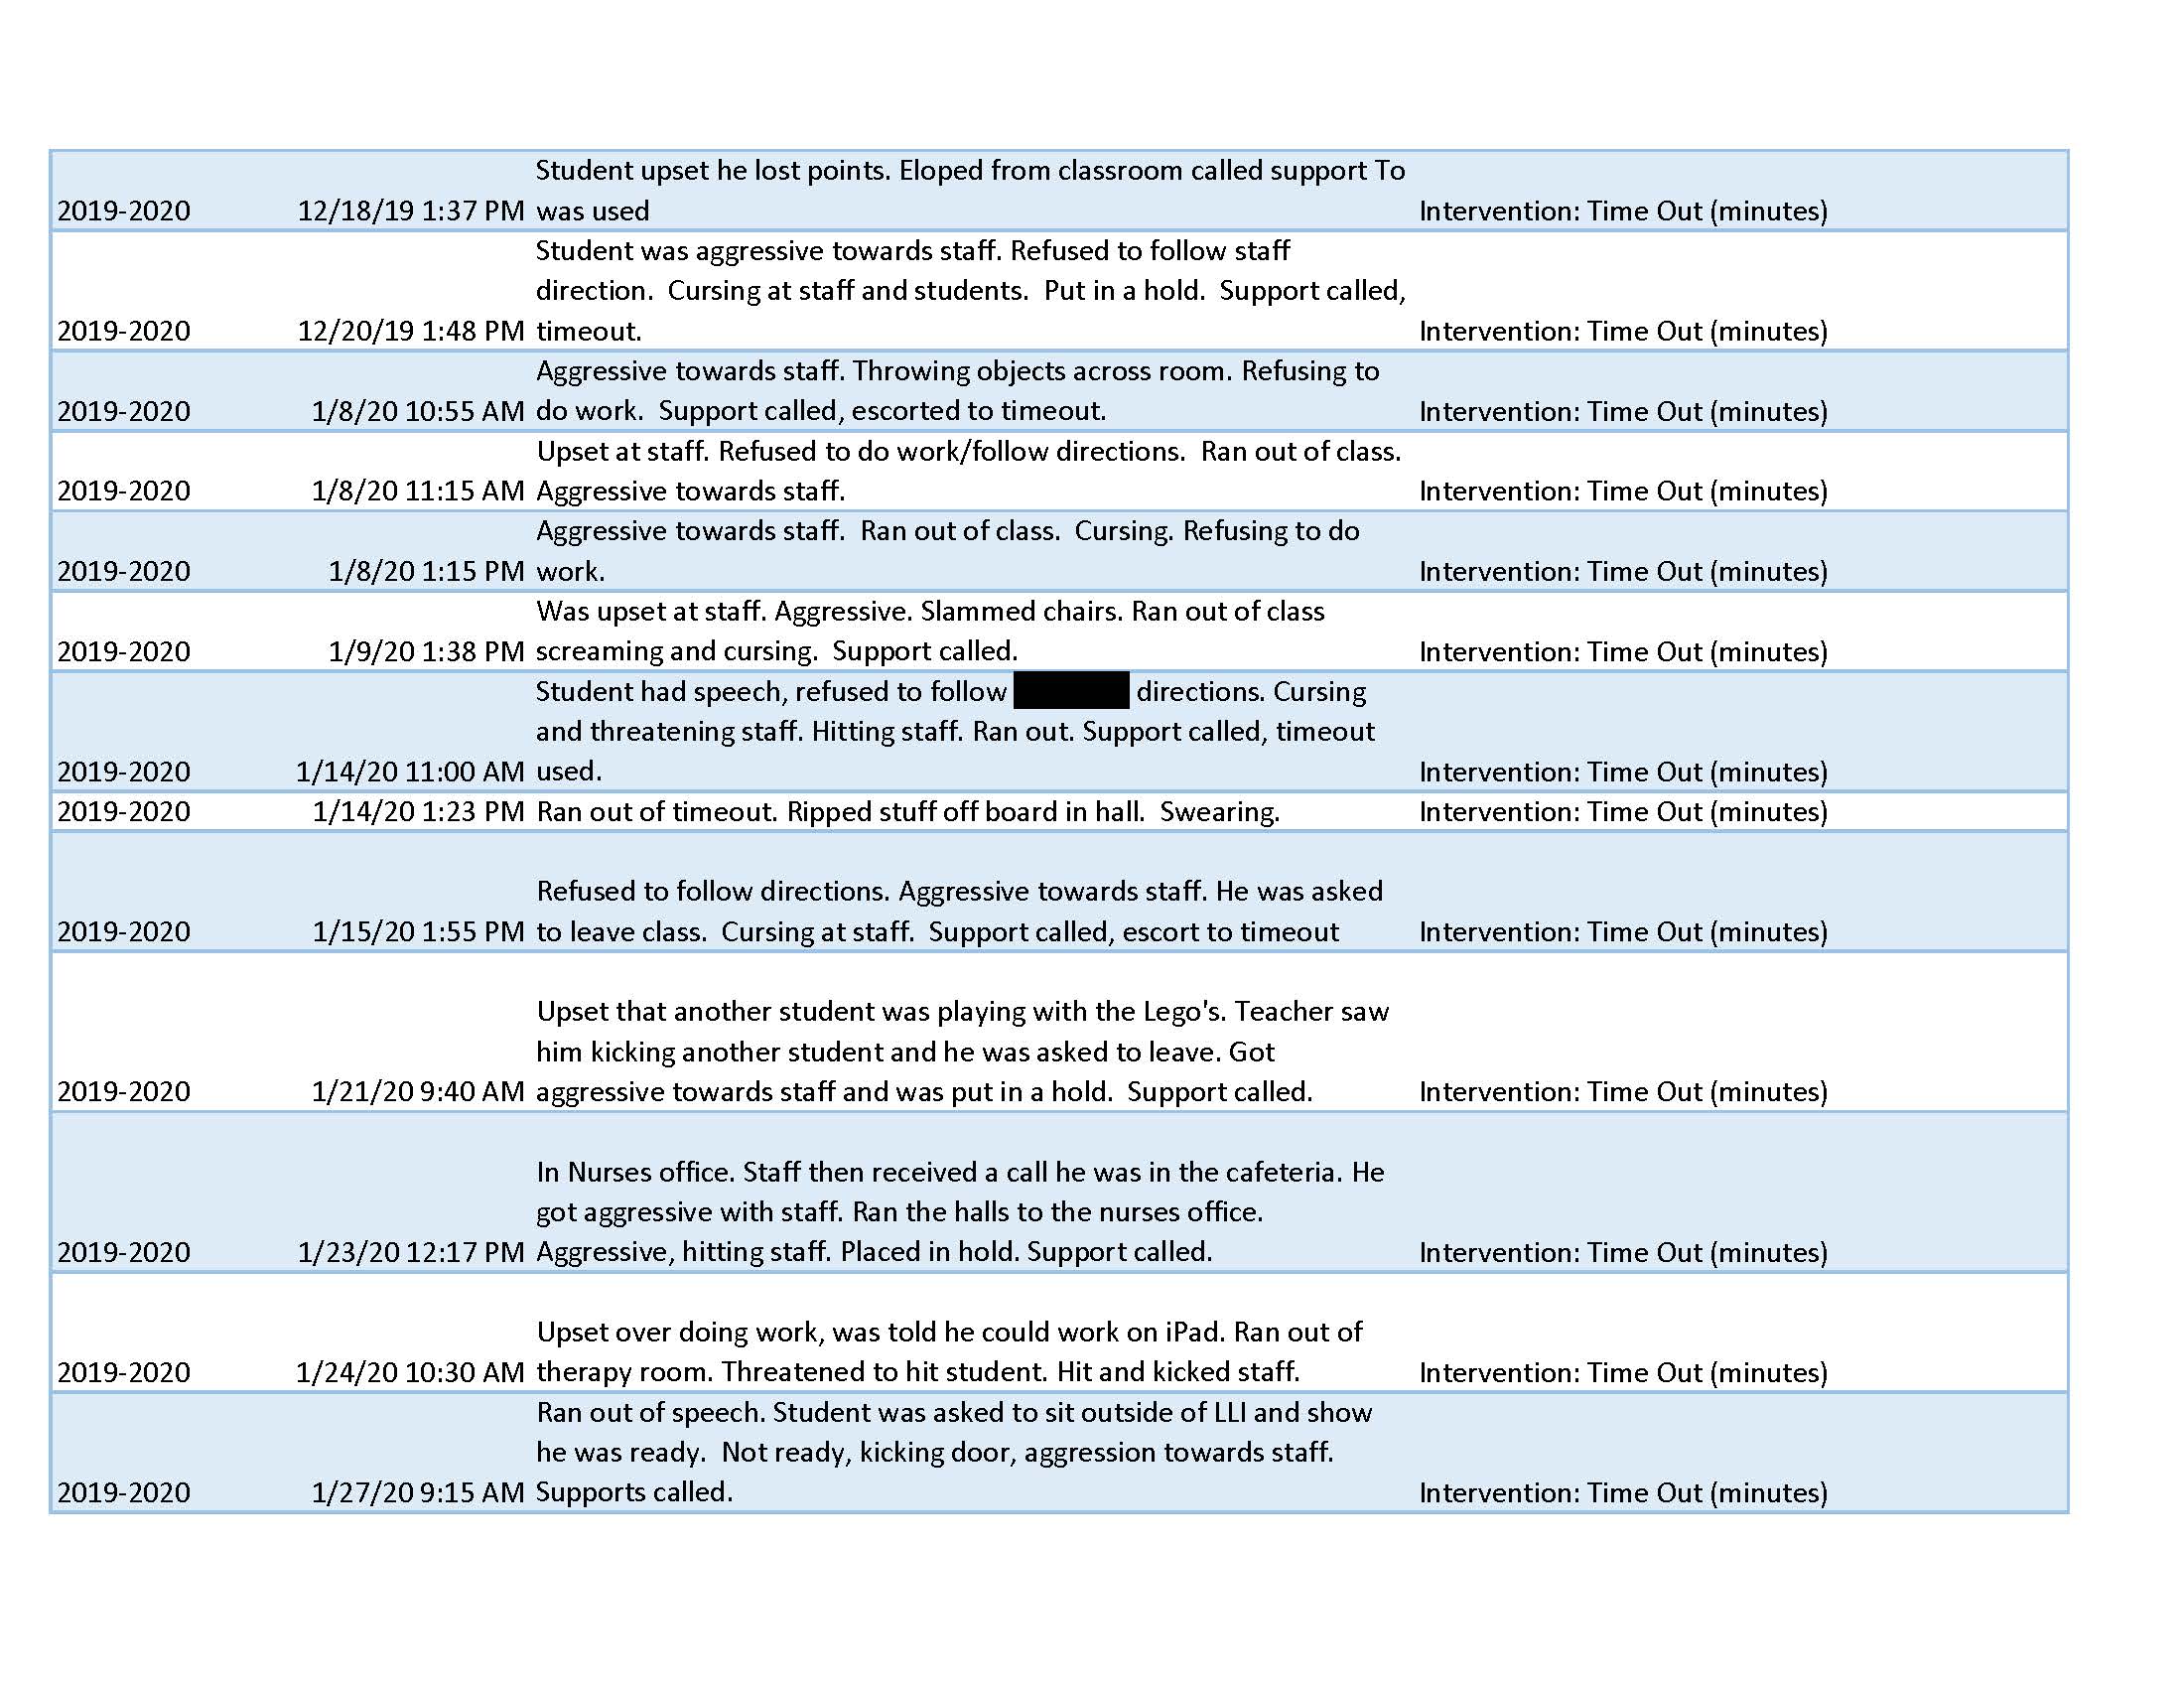 Student upset he lost points. Eloped from classroom called support To
2019-2020 12/18/19 1:37 PM was used Intervention: Time Out (minutes)
Student was aggressive towards staff. Refused to follow staff
direction.  Cursing at staff and students.  Put in a hold.  Support called,
2019-2020 12/20/19 1:48 PM timeout. Intervention: Time Out (minutes)
Aggressive towards staff. Throwing objects across room. Refusing to
2019-2020 1/8/20 10:55 AM do work.  Support called, escorted to timeout. Intervention: Time Out (minutes)
Upset at staff. Refused to do work/follow directions.  Ran out of class.
2019-2020 1/8/20 11:15 AM Aggressive towards staff. Intervention: Time Out (minutes)
Aggressive towards staff.  Ran out of class.  Cursing. Refusing to do
2019-2020 1/8/20 1:15 PM work. Intervention: Time Out (minutes)
Was upset at staff. Aggressive. Slammed chairs. Ran out of class
2019-2020 1/9/20 1:38 PM screaming and cursing.  Support called. Intervention: Time Out (minutes)
Student had speech, refused to follow directions. Cursing
and threatening staff. Hitting staff. Ran out. Support called, timeout
2019-2020 1/14/20 11:00 AM used. Intervention: Time Out (minutes)
2019-2020 1/14/20 1:23 PM Ran out of timeout. Ripped stuff off board in hall.  Swearing. Intervention: Time Out (minutes)
Refused to follow directions. Aggressive towards staff. He was asked
2019-2020 1/15/20 1:55 PM to leave class.  Cursing at staff.  Support called, escort to timeout Intervention: Time Out (minutes)
Upset that another student was playing with the Lego's. Teacher saw
him kicking another student and he was asked to leave. Got
2019-2020 1/21/20 9:40 AM aggressive towards staff and was put in a hold.  Support called. Intervention: Time Out (minutes)
In Nurses office. Staff then received a call he was in the cafeteria. He
got aggressive with staff. Ran the halls to the nurses office.
2019-2020 1/23/20 12:17 PM Aggressive, hitting staff. Placed in hold. Support called. Intervention: Time Out (minutes)
Upset over doing work, was told he could work on iPad. Ran out of
2019-2020 1/24/20 10:30 AM therapy room. Threatened to hit student. Hit and kicked staff. Intervention: Time Out (minutes)
Ran out of speech. Student was asked to sit outside of LLI and show
he was ready.  Not ready, kicking door, aggression towards staff.
2019-2020 1/27/20 9:15 AM Supports called. Intervention: Time Out (minutes)